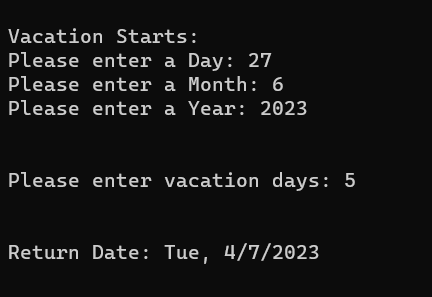 Vacation Starts:
Please enter a Day: 27
Please enter a Month: 6
Please enter a Year: 2023
Please enter vacation days: 5
Return Date: Tue, 4/7/2023